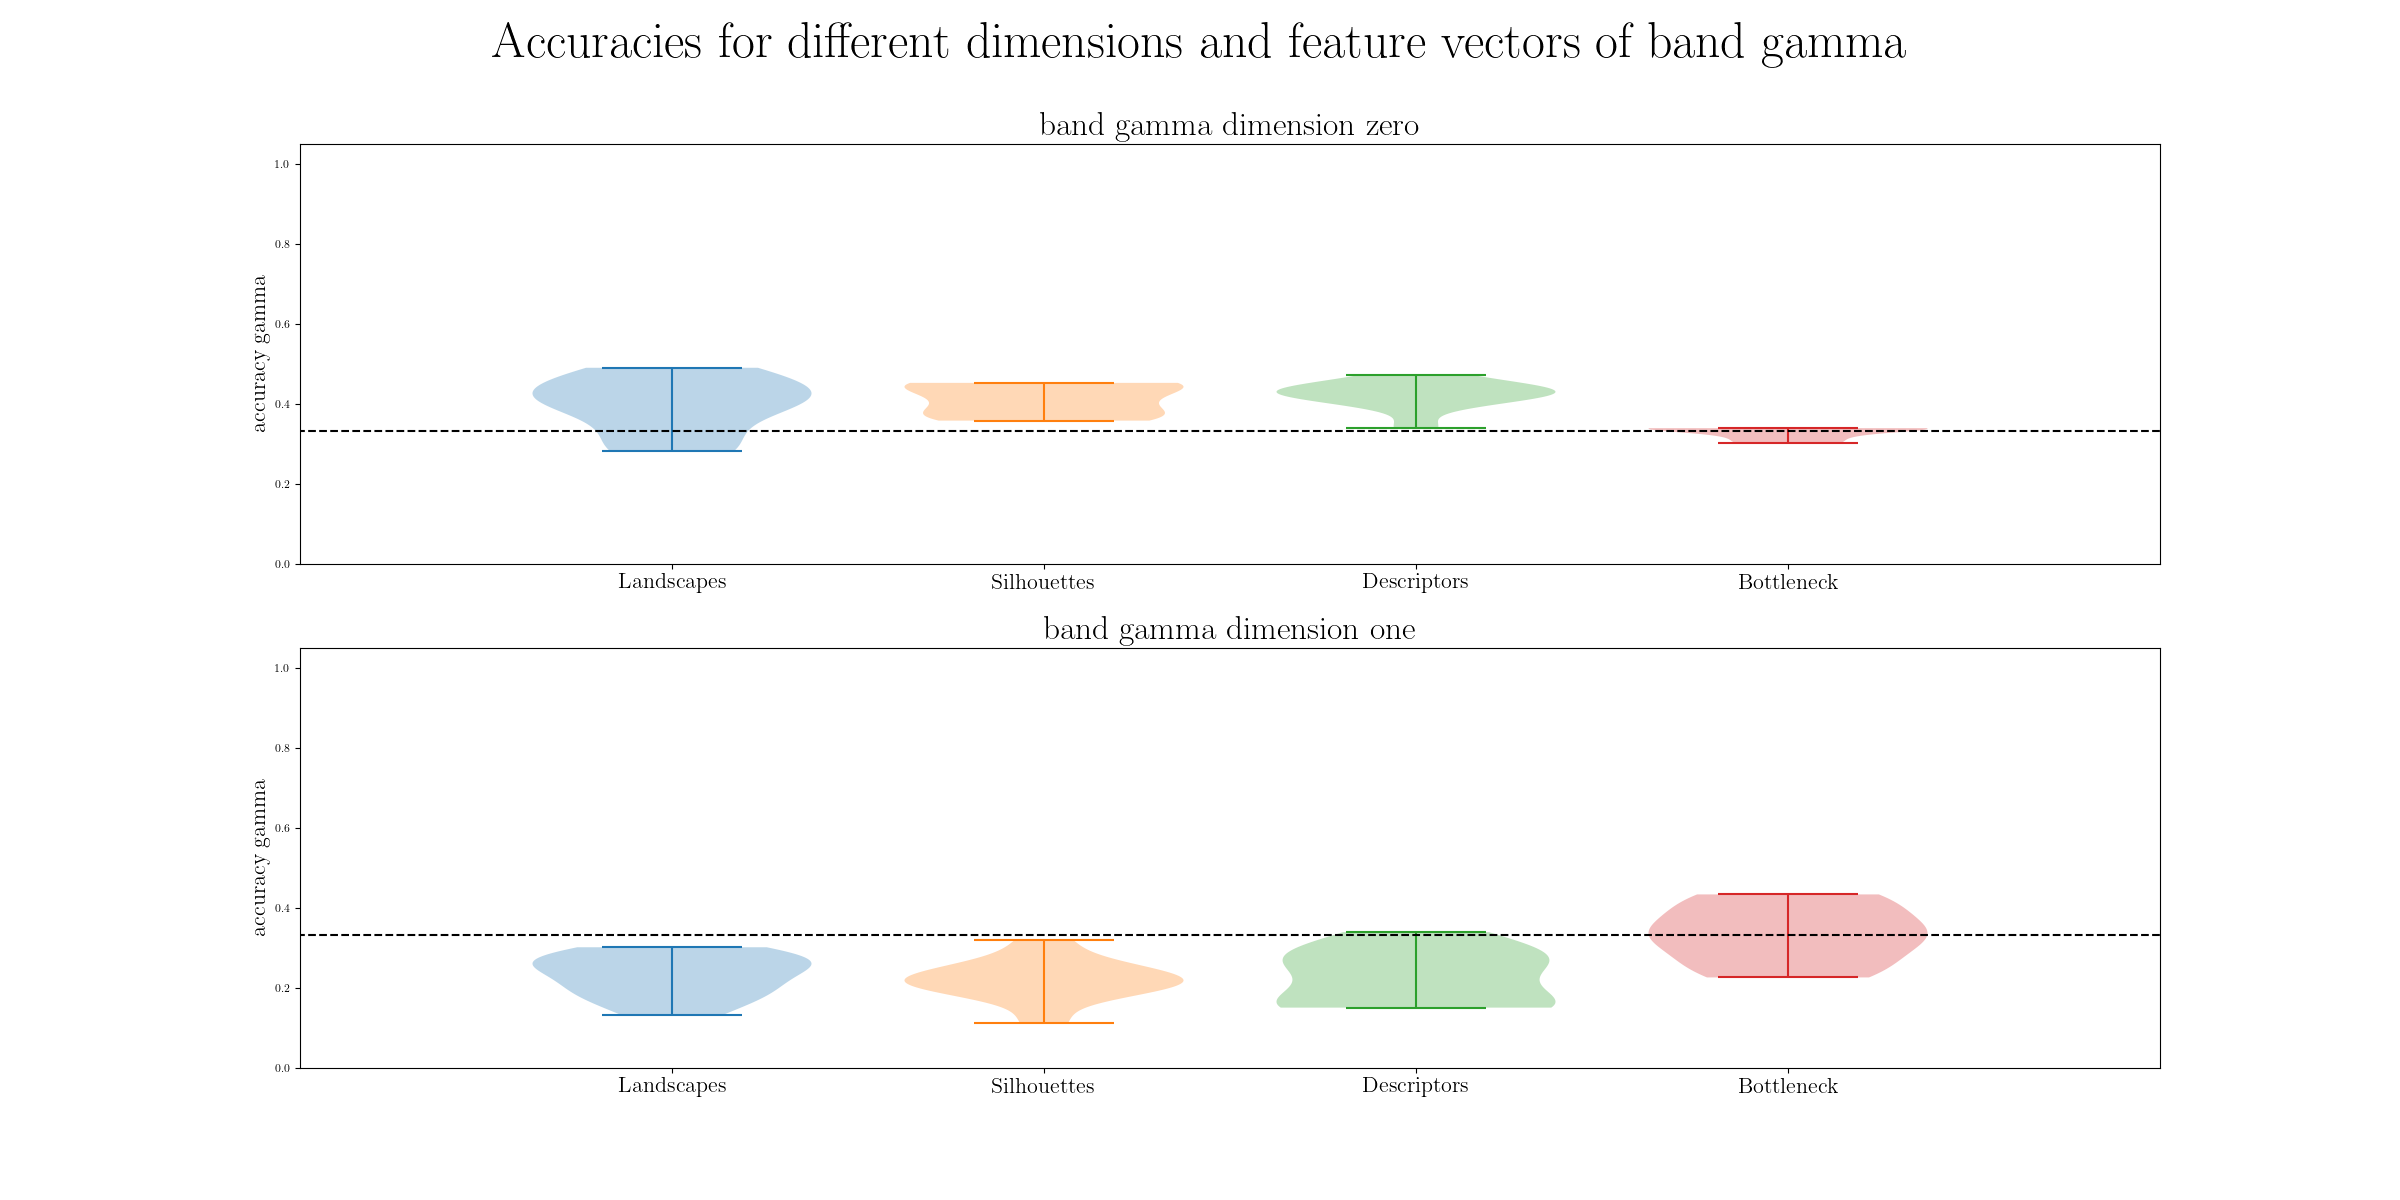 Accuracies for different dimensions and feature vectors of band gamma
band gamma dimension zero
1.0
0.8
0.6
0.4
0.2
0.0
accuracy gamma
Landscapes Silhouettes Descriptors Bottleneck
band gamma dimension one
1.0
0.8
0.6
0.4
0.2
0.0
accuracy gamma
Landscapes Silhouettes Descriptors Bottleneck